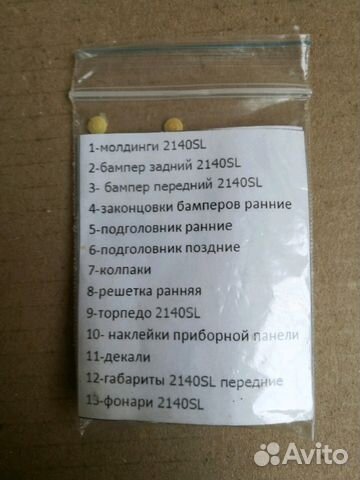 1-молдинги 2140SL
2-бампер задний 2140SL
3- бампер передний 2140SL
4-законцовки бамперов ранние
5-подголовник ранние
6-подголовник поздние
7-колпаки
8-решетка ранняя
9-торпедо 2140SL
10- наклейки приборной панели
11-декали
12-габариты 2140SL передние
13-фонари 2140SL
Avito